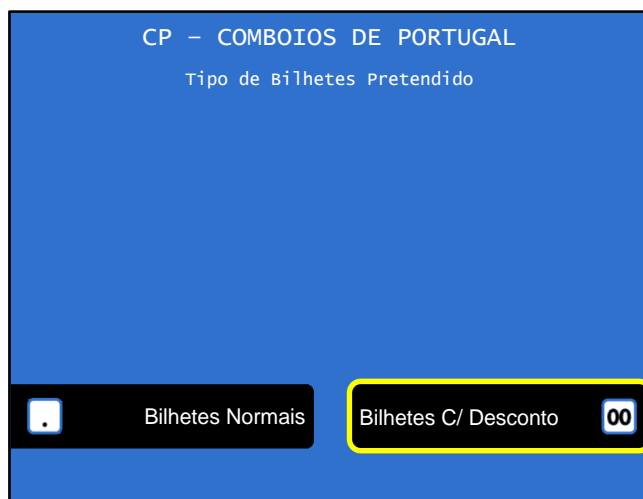 CP – COMBOIOS DE PORTUGAL
Tipo de Bilhetes Pretendido
. Bilhetes Normais
Bilhetes C/ Desconto 00